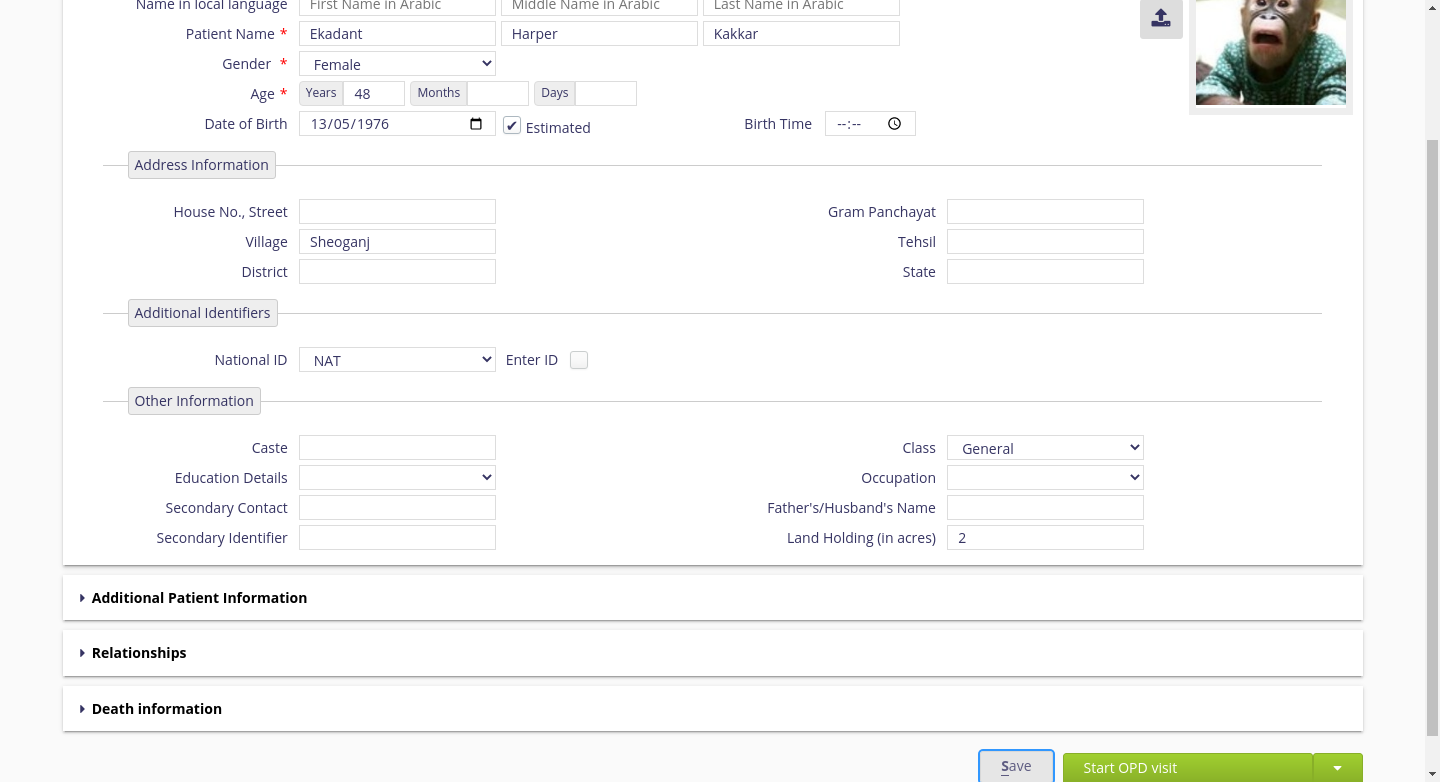 Name in local language First Name in Arabic Middle Name in Arabic Last Name in Arabic
Patient Name * Ekadant Harper Kakkar
Gender * Female
Age * Years 48 Months Days
Date of Birth 13/05/1976 Estimated Birth Time --:--
Address Information
House No., Street Gram Panchayat
Village Sheoganj Tehsil
District State
Additional Identifiers
National ID NAT Enter ID
Other Information
Caste Class General
Education Details Occupation
Secondary Contact Father's/Husband's Name
Secondary Identifier Land Holding (in acres) 2
Additional Patient Information
Relationships
Death information
Save Start OPD visit